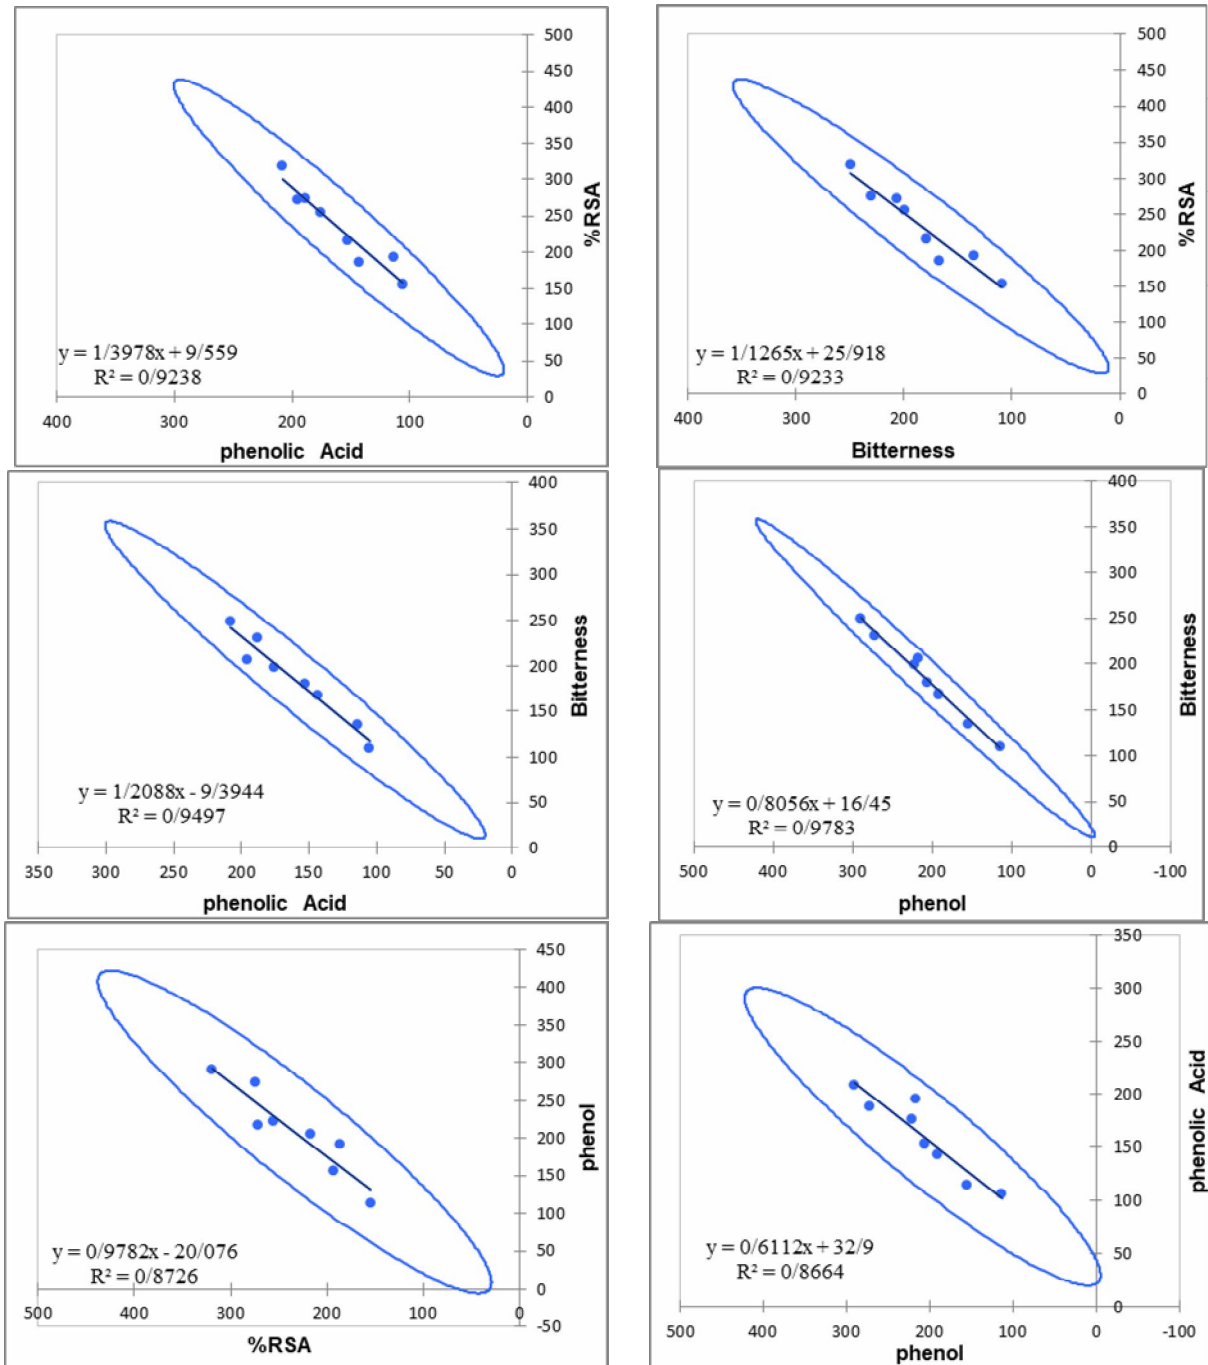 500
450
400
350
300
250
200
150
100
50
0
%RSA
y = 1/3978x + 9/559
R² = 0/9238
400 300 200 100 0
phenolic Acid
500
450
400
350
300
250
200
150
100
50
0
%RSA
y = 1/1265x + 25/918
R² = 0/9233
400 300 200 100 0
Bitterness
400
350
300
250
200
150
100
50
0
Bitterness
y = 1/2088x - 9/3944
R² = 0/9497
350 300 250 200 150 100 50 0
phenolic Acid
400
350
300
250
200
150
100
50
0
Bitterness
y = 0/8056x + 16/45
R² = 0/9783
500 400 300 200 100 0 -100
phenol
450
400
350
300
250
200
150
100
50
0
-50
phenol
y = 0/9782x - 20/076
R² = 0/8726
500 400 300 200 100 0
%RSA
350
300
250
200
150
100
50
0
phenolic Acid
y = 0/6112x + 32/9
R² = 0/8664
500 400 300 200 100 0 -100
phenol